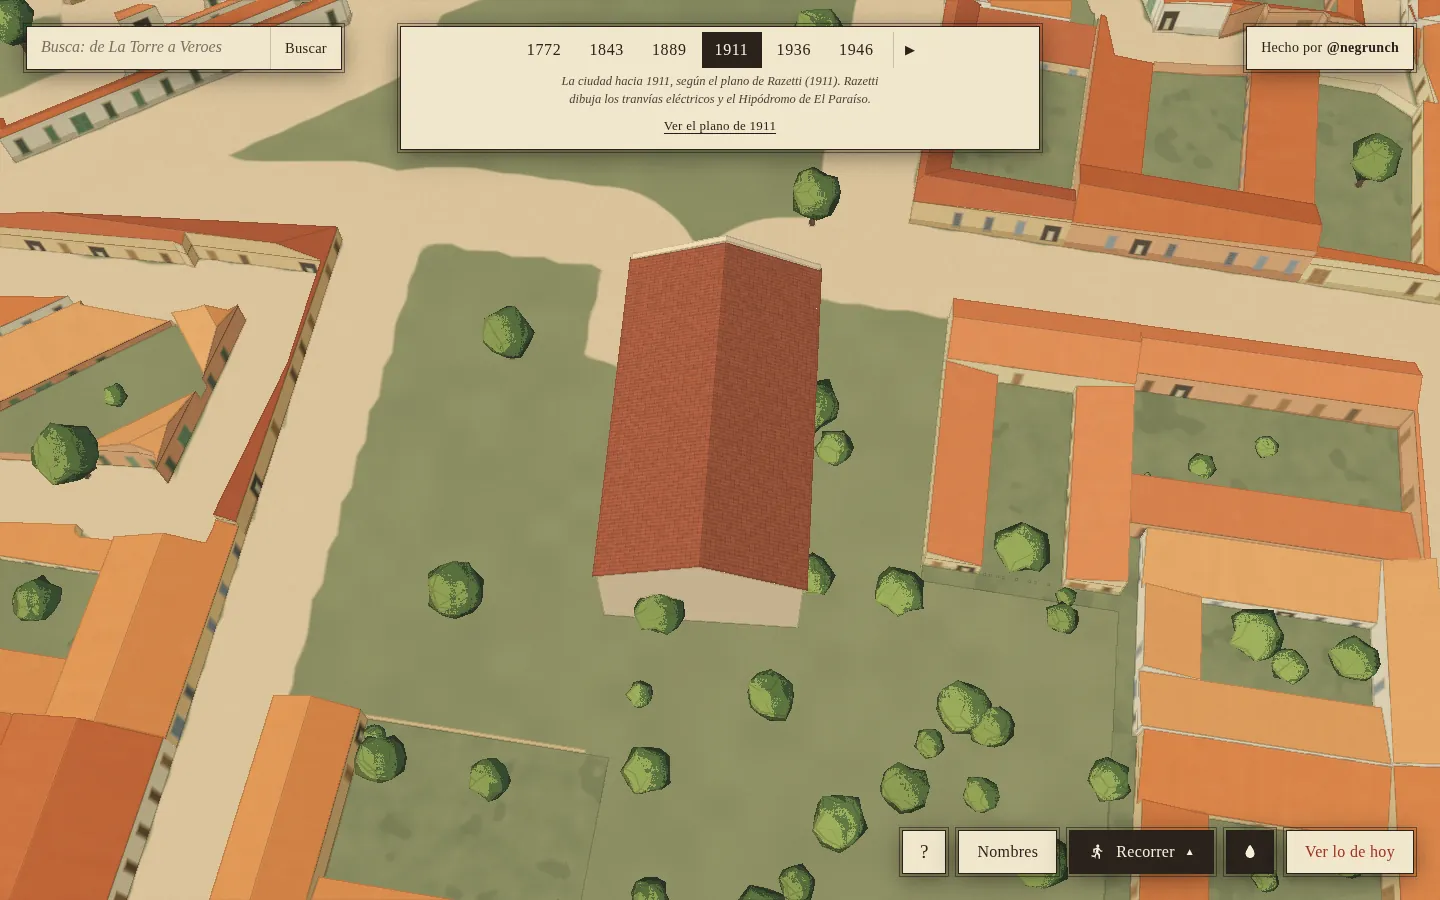 Busca: de La Torre a Veroes
Buscar
1772 1843 1889 1911 1936 1946 ▶
La ciudad hacia 1911, según el plano de Razetti (1911). Razetti
dibuja los tranvías eléctricos y el Hipódromo de El Paraíso.
Ver el plano de 1911
Hecho por @negrunch
?
Nombres
Recorrer ▲
Ver lo de hoy